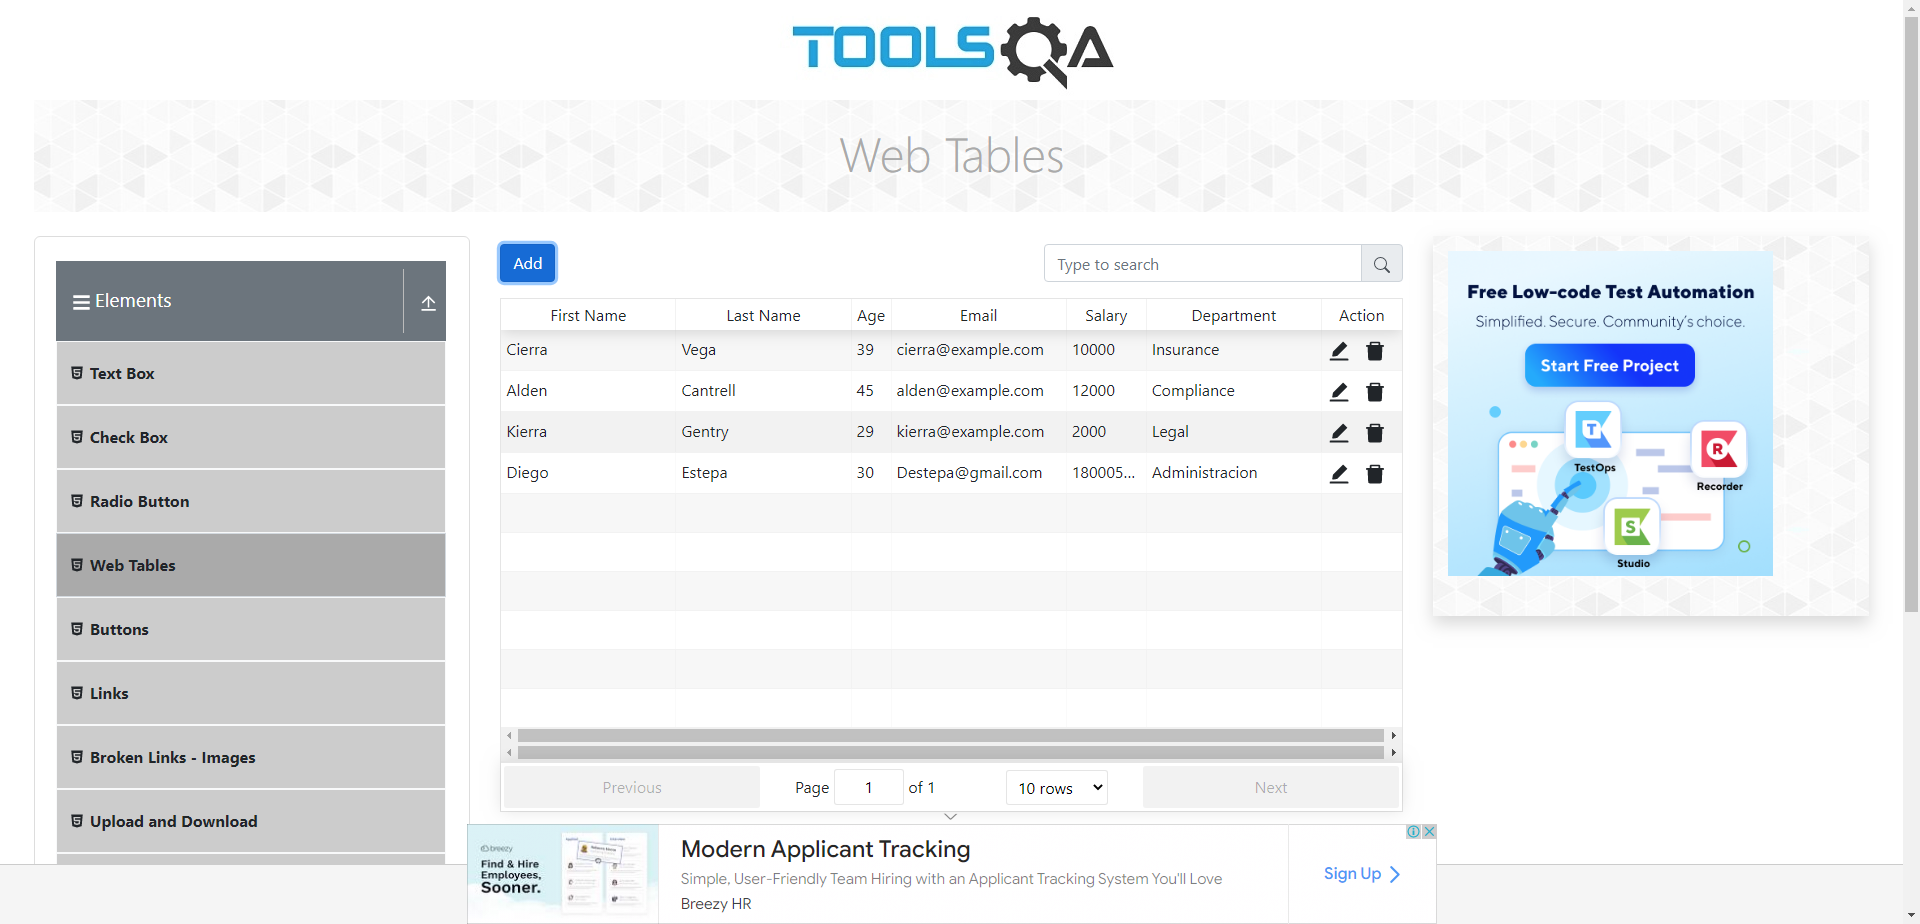 TOOLSQA
Web Tables
Elements
Text Box
Check Box
Radio Button
Web Tables
Buttons
Links
Broken Links - Images
Upload and Download
Add
Type to search
First Name Last Name Age Email Salary Department Action
Cierra Vega 39 cierra@example.com 10000 Insurance
Alden Cantrell 45 alden@example.com 12000 Compliance
Kierra Gentry 29 kierra@example.com 2000 Legal
Diego Estepa 30 Destepa@gmail.com 180005... Administracion
Previous
Page 1 of 1
10 rows
Next
Free Low-code Test Automation
Simplified. Secure. Community's choice.
Start Free Project
T
TestOps
R
Recorder
S
Studio
breezy
Find & Hire
Employees,
Sooner.
Modern Applicant Tracking
Simple, User-Friendly Team Hiring with an Applicant Tracking System You'll Love
Breezy HR
Sign Up